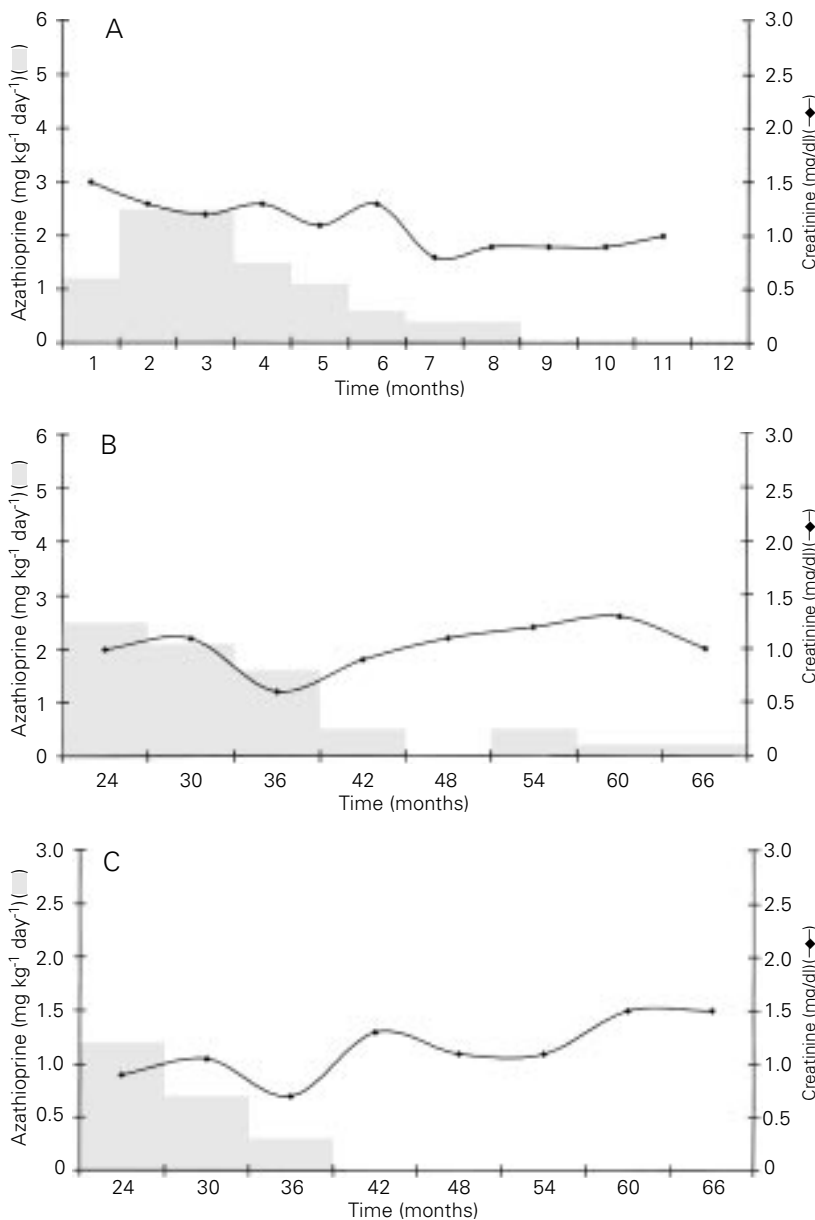 A
Azathioprine (mg kg-1 day-1)( )
6
5
4
3
2
1
0
3.0
2.5
2.0
1.5
1.0
0.5
0
Creatinine (mg/dl)(—◆—)
1 2 3 4 5 6 7 8 9 10 11 12
Time (months)
B
Azathioprine (mg kg-1 day-1)( )
6
5
4
3
2
1
0
3.0
2.5
2.0
1.5
1.0
0.5
0
Creatinine (mg/dl)(—◆—)
24 30 36 42 48 54 60 66
Time (months)
C
Azathioprine (mg kg-1 day-1)( )
3.0
2.5
2.0
1.5
1.0
0.5
0
3.0
2.5
2.0
1.5
1.0
0.5
0
Creatinine (mg/dl)(—◆—)
24 30 36 42 48 54 60 66
Time (months)